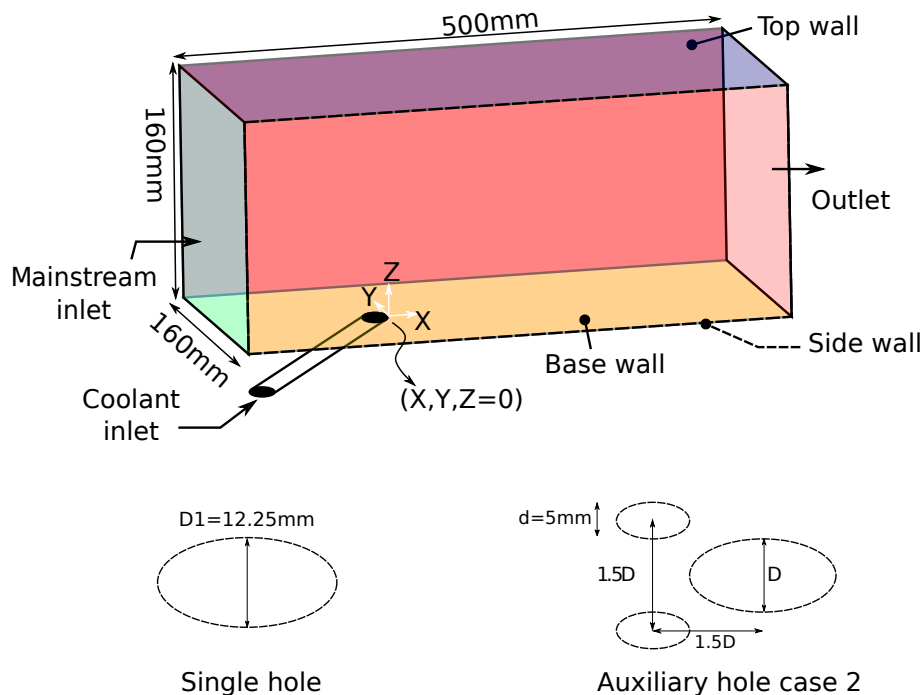 500mm
Top wall
160mm
Outlet
Mainstream
inlet
Z
Y
X
160mm
Side wall
Base wall
Coolant
inlet
(X,Y,Z=0)
D1=12.25mm
d=5mm
1.5D
D
1.5D
Single hole
Auxiliary hole case 2